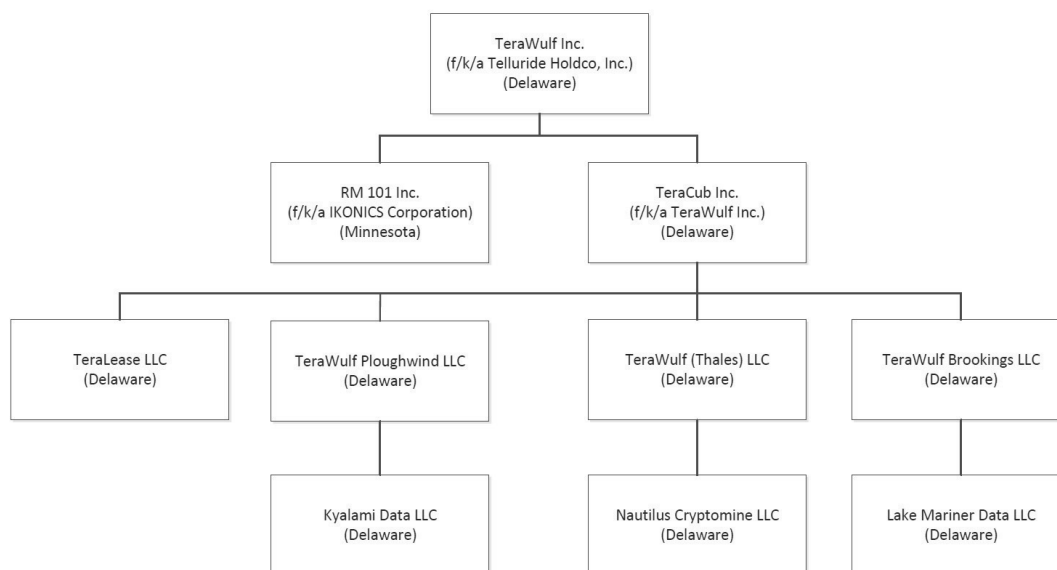 TeraWulf Inc.
(f/k/a Telluride Holdco, Inc.)
(Delaware)
RM 101 Inc.
(f/k/a IKONICS Corporation)
(Minnesota)
TeraCub Inc.
(f/k/a TeraWulf Inc.)
(Delaware)
TeraLease LLC
(Delaware)
TeraWulf Ploughwind LLC
(Delaware)
TeraWulf (Thales) LLC
(Delaware)
TeraWulf Brookings LLC
(Delaware)
Kyalami Data LLC
(Delaware)
Nautilus Cryptomine LLC
(Delaware)
Lake Mariner Data LLC
(Delaware)